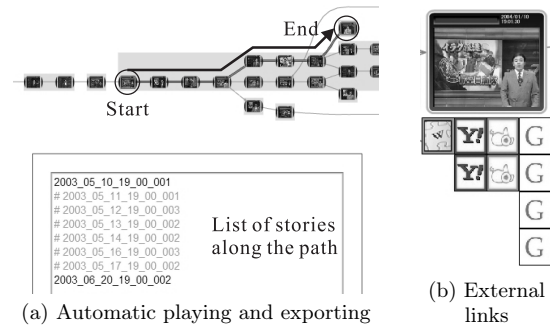 End
Start
2003_05_10_19_00_001
# 2003_05_11_19_00_001
# 2003_05_12_19_00_003
# 2003_05_13_19_00_002
# 2003_05_14_19_00_002
# 2003_05_16_19_00_003
# 2003_05_17_19_00_002
2003_06_20_19_00_002
List of stories
along the path
(a) Automatic playing and exporting
2004/01/10
19:01:30
W Y! G
Y! G
G
G
(b) External
links